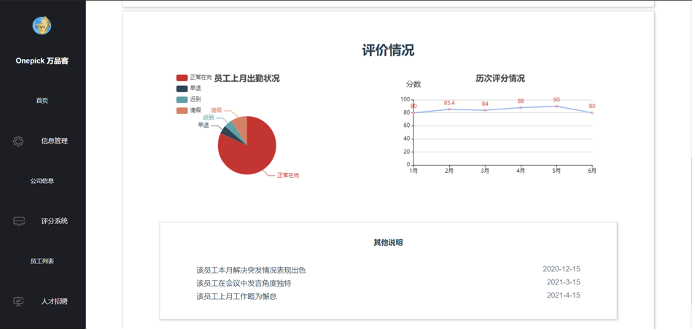 Onepick 万品客
首页
信息管理
公司信息
评分系统
员工列表
人才招聘
评价情况
员工上月出勤状况
正常在岗
早退
迟到
请假
请假
迟到
早退
正常在岗
历次评分情况
分数
100
80
60
40
20
0
80
85.4
84
88
90
80
1月
2月
3月
4月
5月
6月
其他说明
该员工本月解决突发情况表现出色 2020-12-15
该员工在会议中发言角度独特 2021-3-15
该员工上月工作略为懈怠 2021-4-15